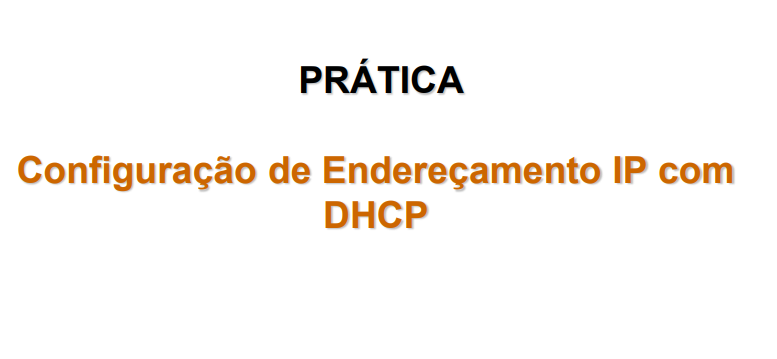 PRÁTICA
Configuração de Endereçamento IP com
DHCP